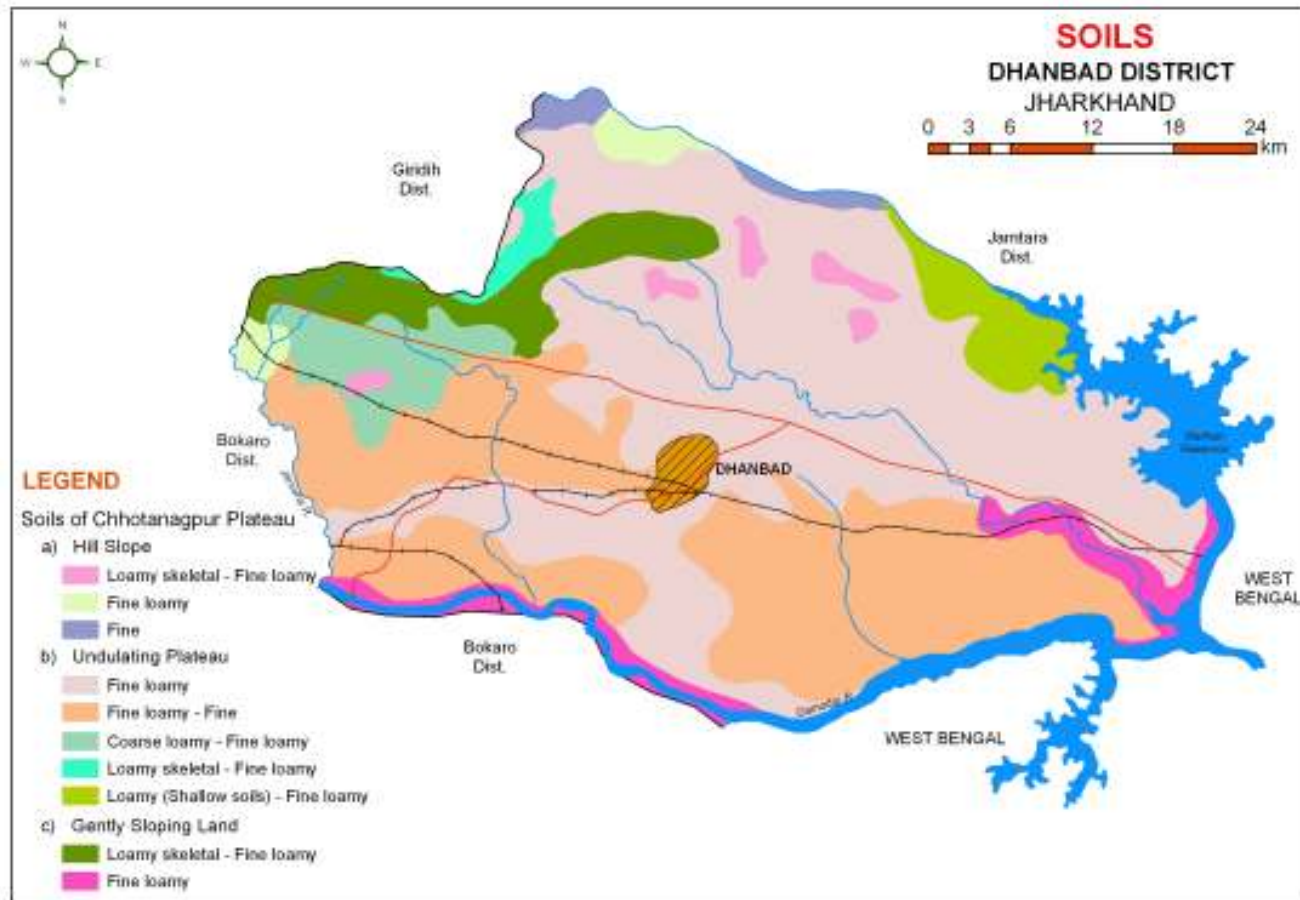 SOILS
DHANBAD DISTRICT
JHARKHAND
0 3 6 12 18 24
km
N
W E
S
Giridih
Dist.
Jamtara
Dist.
Bokaro
Dist.
DHANBAD
WEST
BENGAL
Bokaro
Dist.
Damodar R.
WEST BENGAL
LEGEND
Soils of Chhotanagpur Plateau
a) Hill Slope
Loamy skeletal - Fine loamy
Fine loamy
Fine
b) Undulating Plateau
Fine loamy
Fine loamy - Fine
Coarse loamy - Fine loamy
Loamy skeletal - Fine loamy
Loamy (Shallow soils) - Fine loamy
c) Gently Sloping Land
Loamy skeletal - Fine loamy
Fine loamy